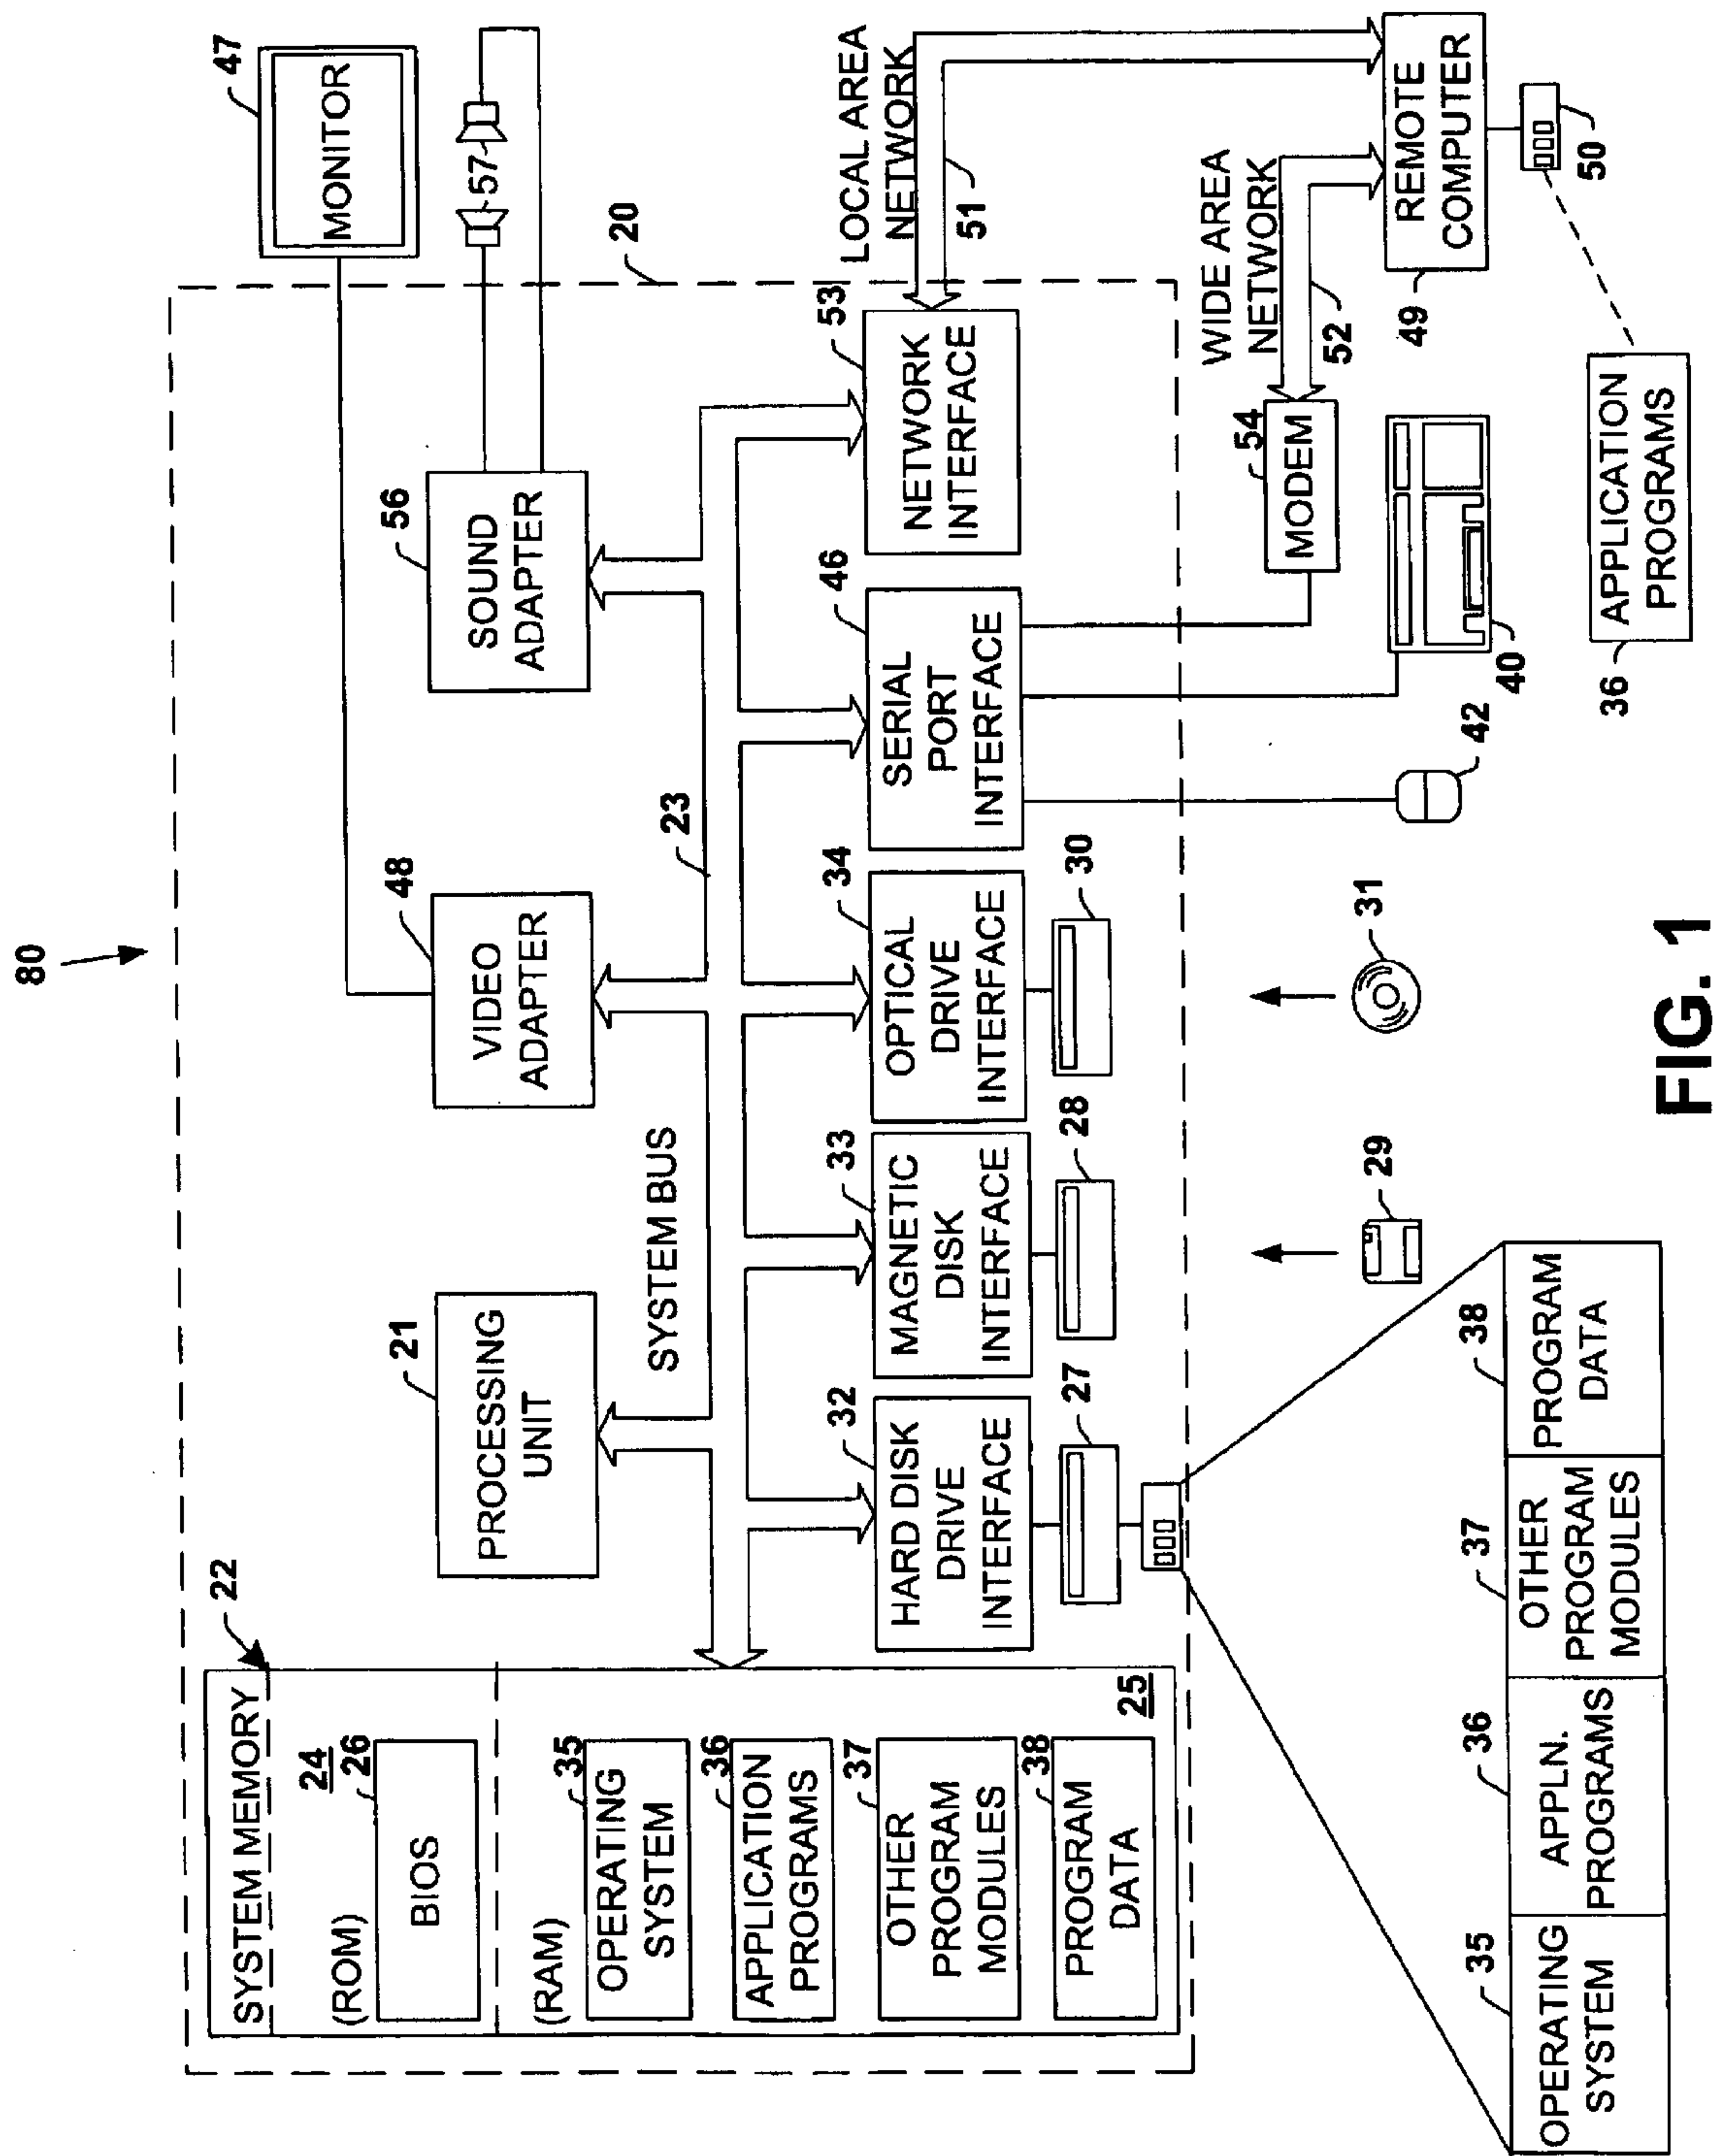 80
20
22
SYSTEM MEMORY
24
(ROM)
26
BIOS
(RAM)
35
OPERATING
SYSTEM
36
APPLICATION
PROGRAMS
37
OTHER
PROGRAM
MODULES
38
PROGRAM
DATA
25
21
PROCESSING
UNIT
SYSTEM BUS
23
48
VIDEO
ADAPTER
56
SOUND
ADAPTER
47
MONITOR
57
32
HARD DISK
DRIVE
INTERFACE
33
MAGNETIC
DISK
INTERFACE
34
OPTICAL
DRIVE
INTERFACE
46
SERIAL
PORT
INTERFACE
53
NETWORK
INTERFACE
LOCAL AREA
NETWORK
51
27
28
30
WIDE AREA
NETWORK
52
54
MODEM
29
31
42
40
49
REMOTE
COMPUTER
50
36
APPLICATION
PROGRAMS
35
OPERATING
SYSTEM
36
APPLN.
PROGRAMS
37
OTHER
PROGRAM
MODULES
38
PROGRAM
DATA
FIG. 1